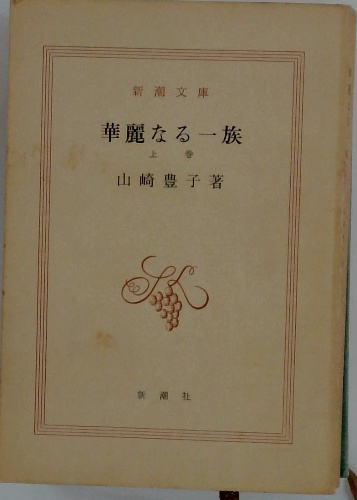 新潮文庫
華麗なる一族
上巻
山崎豊子著
新潮社